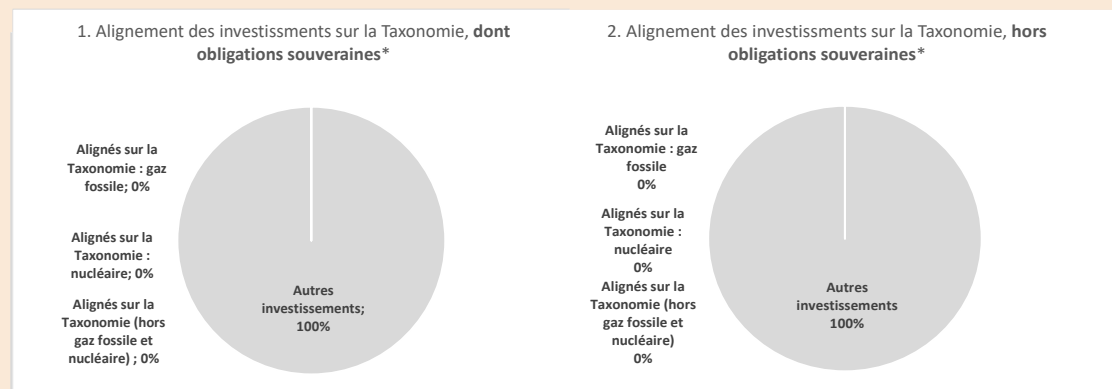 1. Alignement des investissments sur la Taxonomie, dont
obligations souveraines*
Alignés sur la
Taxonomie : gaz
fossile; 0%
Alignés sur la
Taxonomie :
nucléaire; 0%
Alignés sur la
Taxonomie (hors
gaz fossile et
nucléaire) ; 0%
Autres
investissements;
100%
2. Alignement des investissments sur la Taxonomie, hors
obligations souveraines*
Alignés sur la
Taxonomie : gaz
fossile
0%
Alignés sur la
Taxonomie :
nucléaire
0%
Alignés sur la
Taxonomie (hors
gaz fossile et
nucléaire)
0%
Autres
investissements
100%